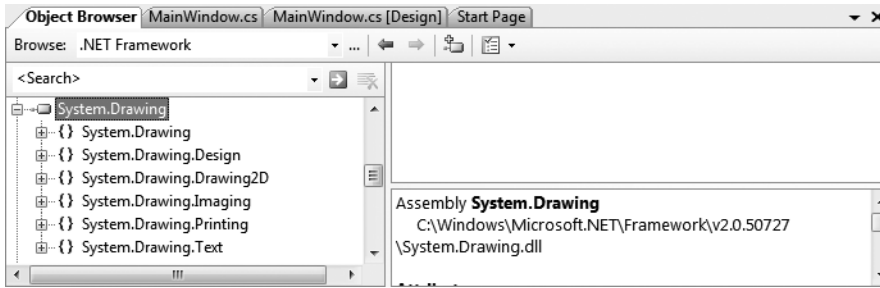 Object Browser MainWindow.cs MainWindow.cs [Design] Start Page
Browse: .NET Framework ...
<Search>
System.Drawing
{} System.Drawing
{} System.Drawing.Design
{} System.Drawing.Drawing2D
{} System.Drawing.Imaging
{} System.Drawing.Printing
{} System.Drawing.Text
Assembly System.Drawing
C:\Windows\Microsoft.NET\Framework\v2.0.50727
\System.Drawing.dll